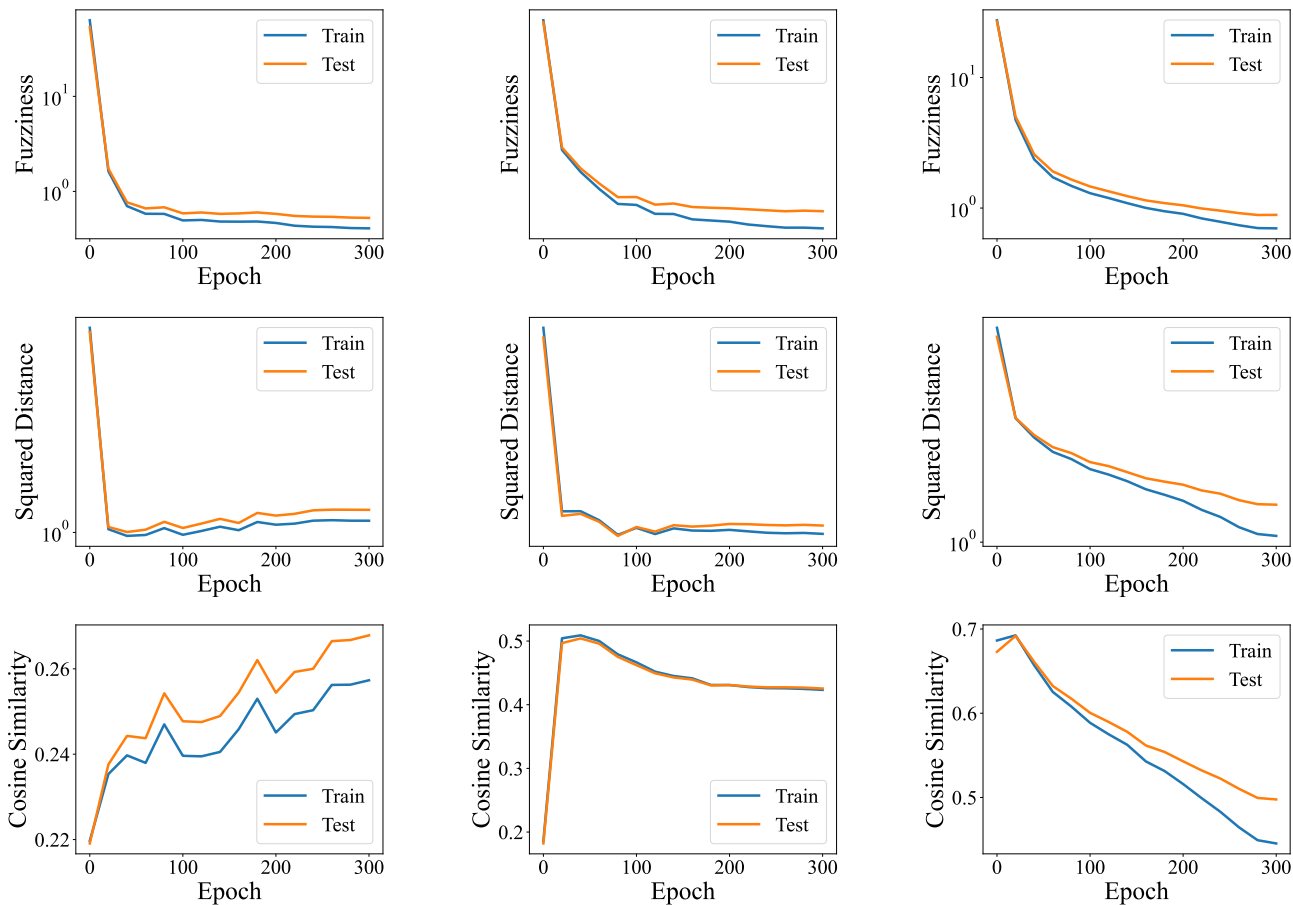 Fuzziness
10^1
10^0
Train
Test
0 100 200 300
Epoch
Fuzziness
Train
Test
0 100 200 300
Epoch
Fuzziness
10^1
10^0
Train
Test
0 100 200 300
Epoch
Squared Distance
10^0
Train
Test
0 100 200 300
Epoch
Squared Distance
Train
Test
0 100 200 300
Epoch
Squared Distance
10^0
Train
Test
0 100 200 300
Epoch
Cosine Similarity
0.26
0.24
0.22
Train
Test
0 100 200 300
Epoch
Cosine Similarity
0.5
0.4
0.3
0.2
Train
Test
0 100 200 300
Epoch
Cosine Similarity
0.7
0.6
0.5
Train
Test
0 100 200 300
Epoch